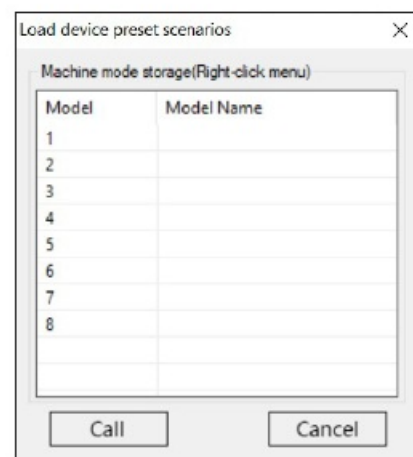 Load device preset scenarios
Machine mode storage(Right-click menu)
Model Model Name
1
2
3
4
5
6
7
8
Call Cancel